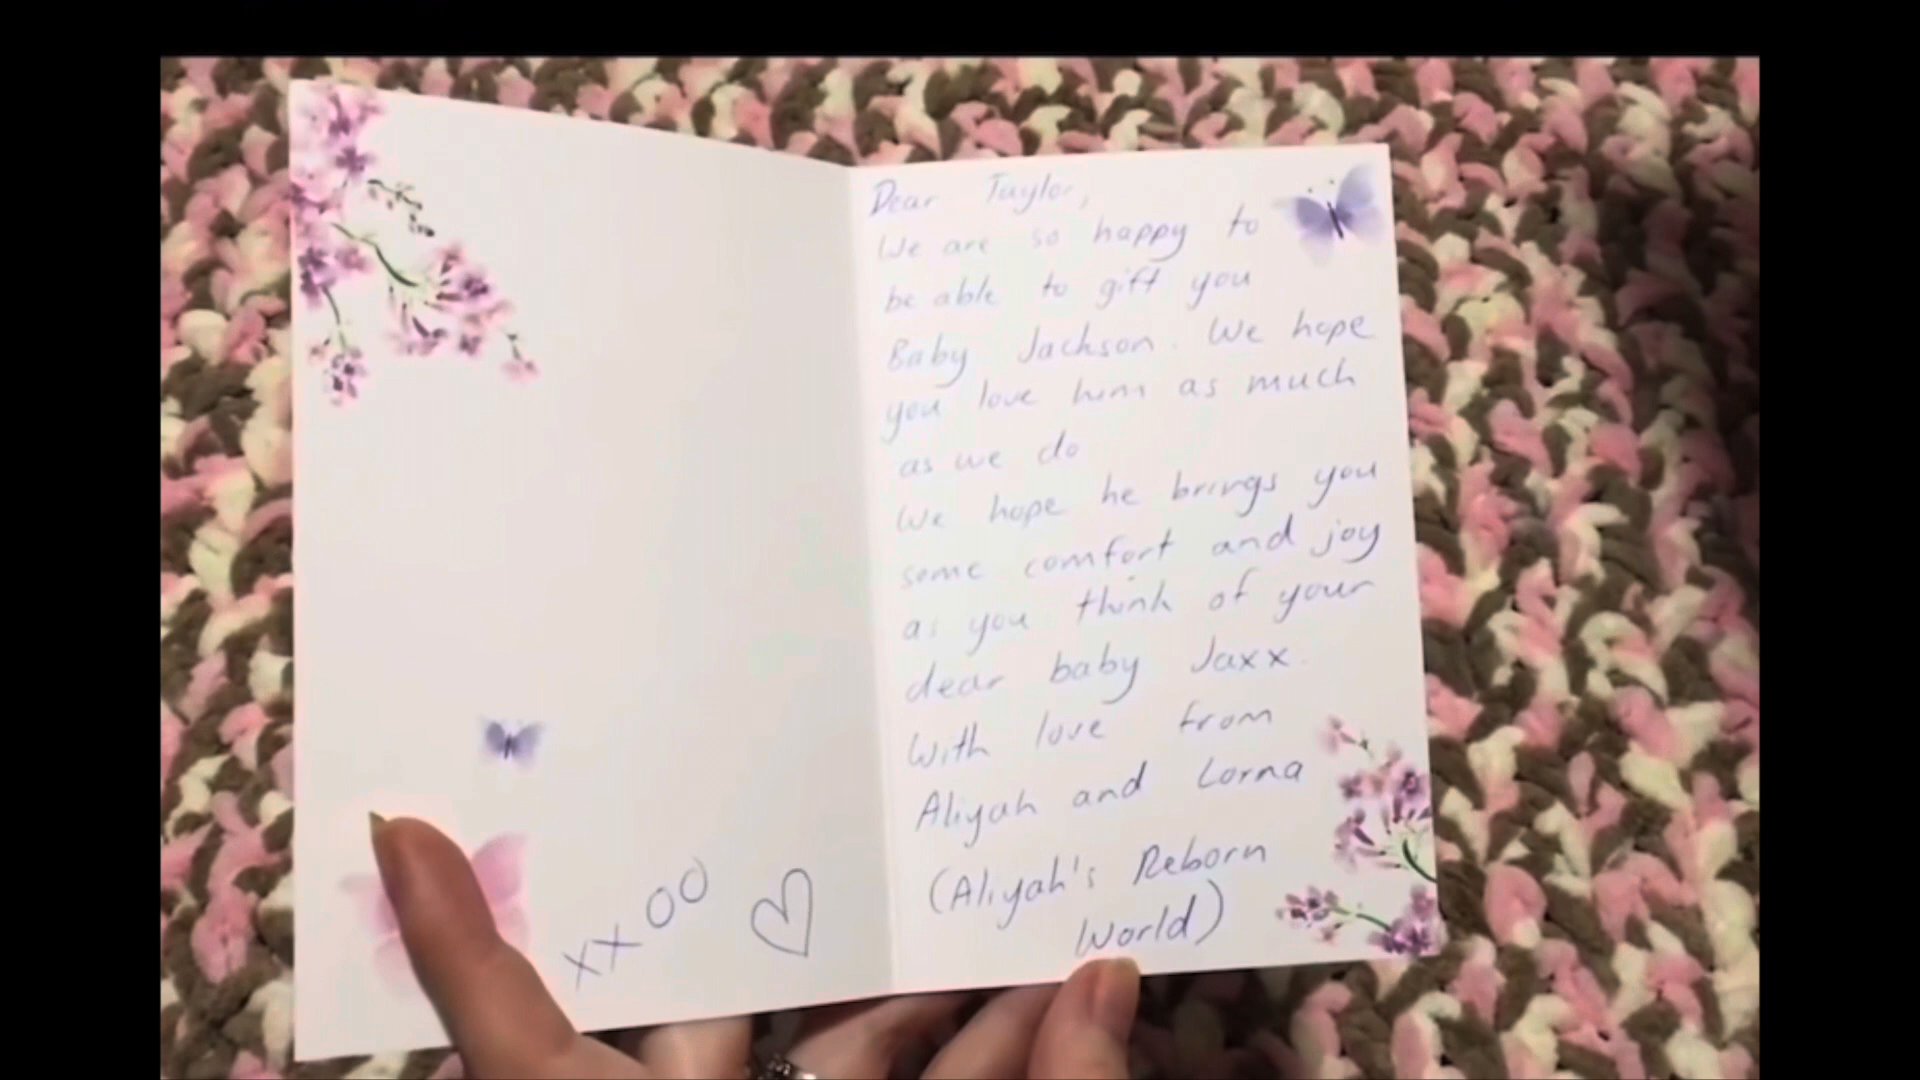 xxoo
Dear Taylor,
We are so happy to
be able to gift you
Baby Jackson. We hope
you love him as much
as we do
We hope he brings you
some comfort and joy
as you think of your
dear baby Jaxx.
With love from
Aliyah and Lorna
(Aliyah's Reborn
World)